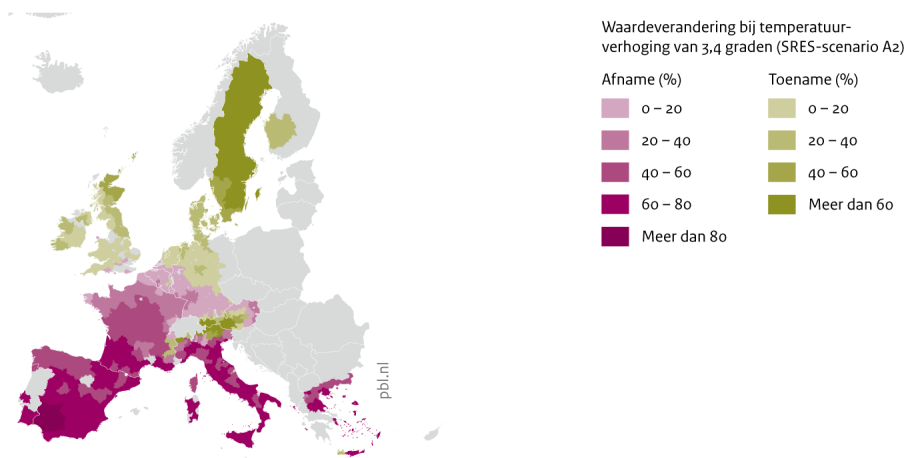 Waardeverandering bij temperatuur-
verhoging van 3,4 graden (SRES-scenario A2)
Afname (%)
0 – 20
20 – 40
40 – 60
60 – 80
Meer dan 80
Toename (%)
0 – 20
20 – 40
40 – 60
Meer dan 60
pbl.nl